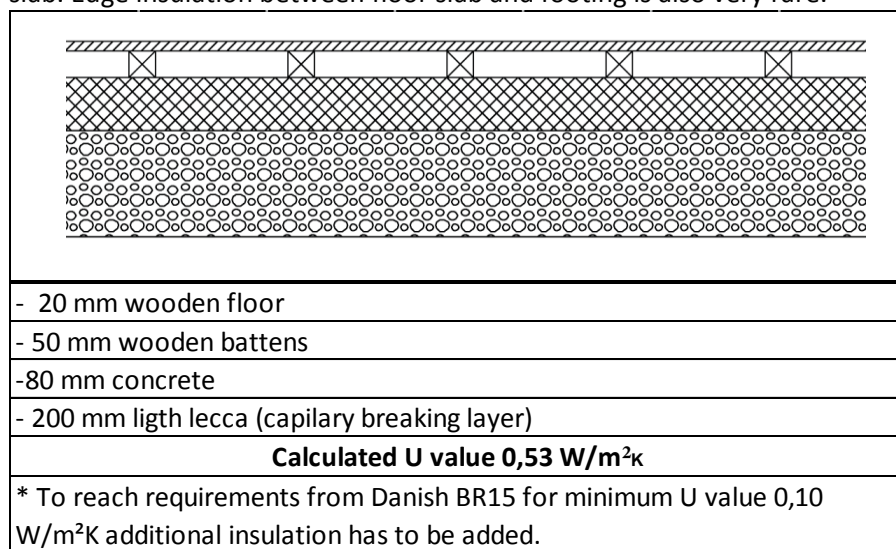 slab. Edge insulation between floor slab and footing is also very rare.
-  20 mm wooden floor
- 50 mm wooden battens
-80 mm concrete
- 200 mm ligth lecca (capilary breaking layer)
Calculated U value 0,53 W/m²K
* To reach requirements from Danish BR15 for minimum U value 0,10
W/m²K additional insulation has to be added.